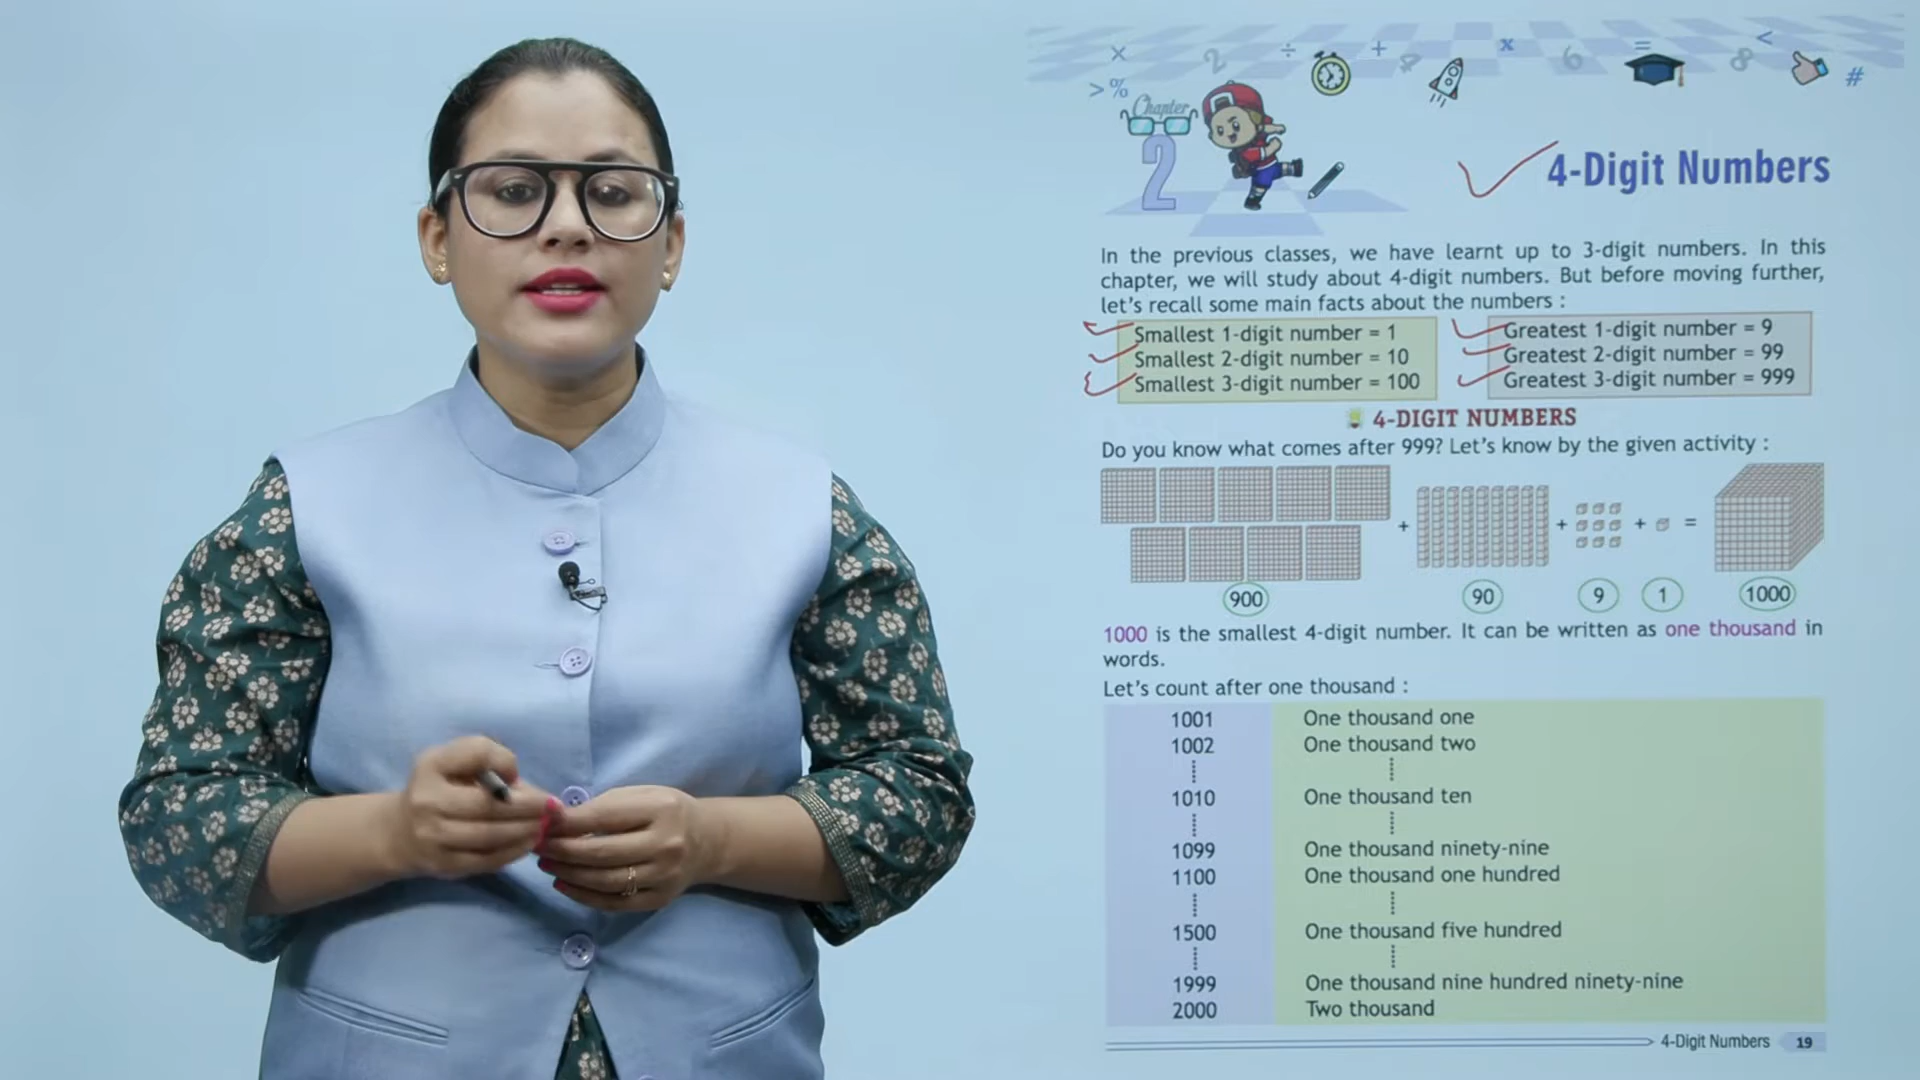 × 2 ÷ + 4 x 6 = 8 < #
> %
Chapter
2
4-Digit Numbers
In the previous classes, we have learnt up to 3-digit numbers. In this
chapter, we will study about 4-digit numbers. But before moving further,
let's recall some main facts about the numbers :
Smallest 1-digit number = 1
Smallest 2-digit number = 10
Smallest 3-digit number = 100
Greatest 1-digit number = 9
Greatest 2-digit number = 99
Greatest 3-digit number = 999
4-DIGIT NUMBERS
Do you know what comes after 999? Let's know by the given activity :
+ + + =
900 90 9 1 1000
1000 is the smallest 4-digit number. It can be written as one thousand in
words.
Let's count after one thousand :
1001 One thousand one
1002 One thousand two
1010 One thousand ten
1099 One thousand ninety-nine
1100 One thousand one hundred
1500 One thousand five hundred
1999 One thousand nine hundred ninety-nine
2000 Two thousand
4-Digit Numbers 19